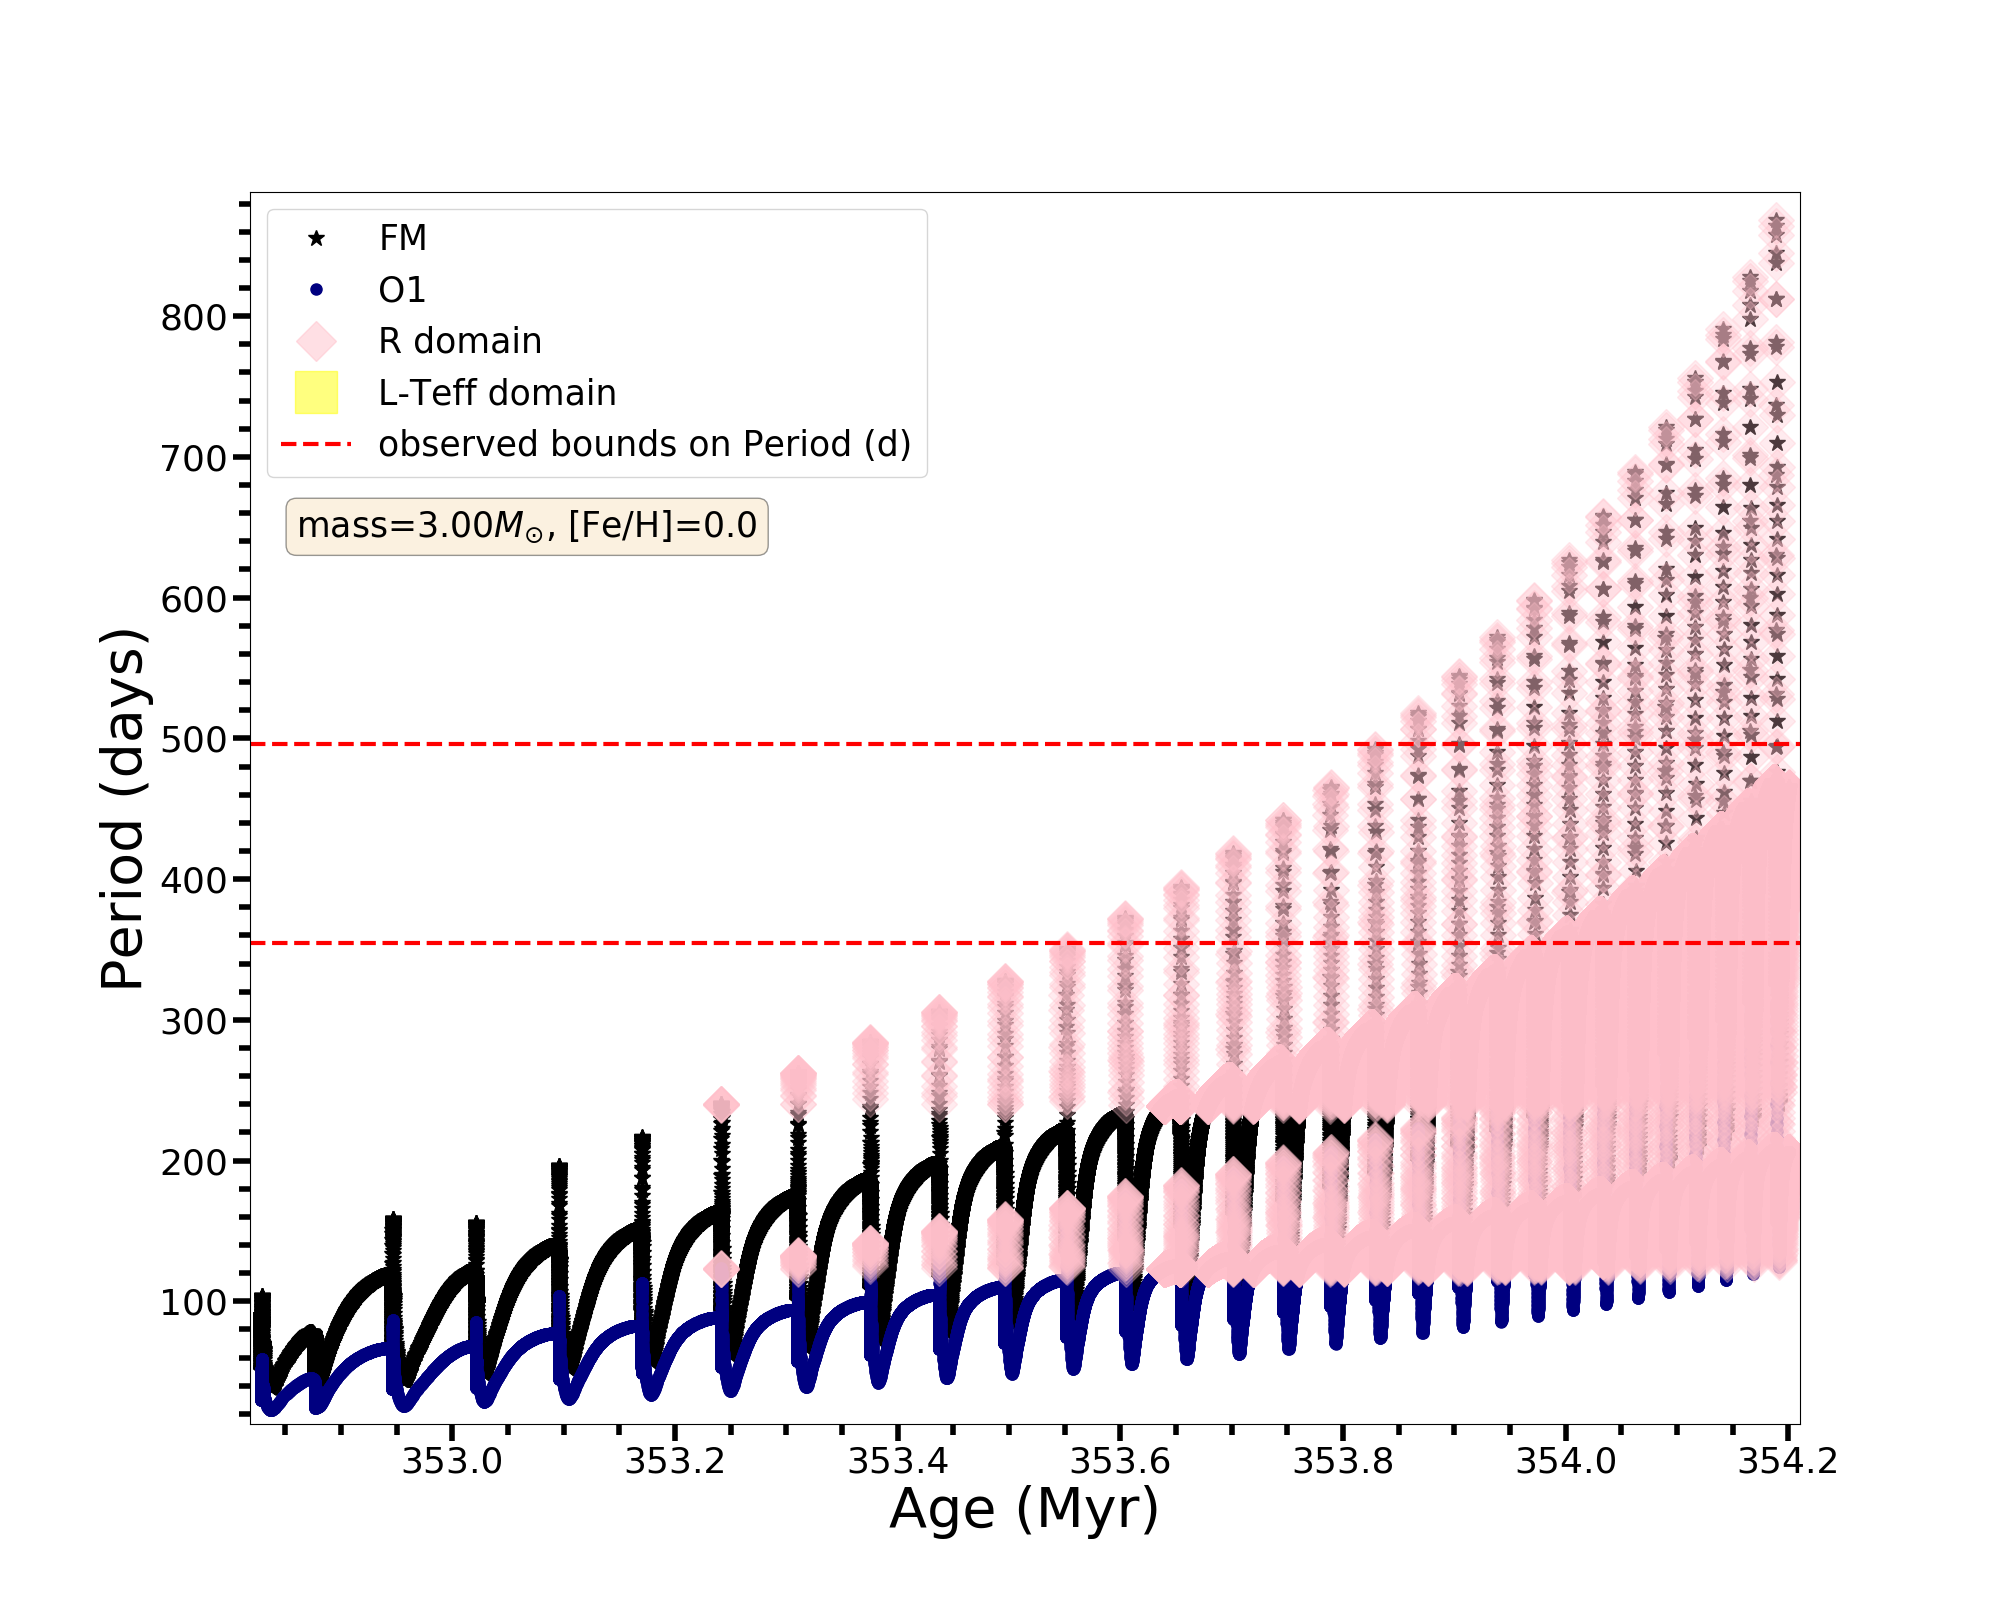 FM
O1
R domain
L-Teff domain
observed bounds on Period (d)
mass=3.00M☉, [Fe/H]=0.0
800
700
600
500
400
300
200
100
Period (days)
353.0 353.2 353.4 353.6 353.8 354.0 354.2
Age (Myr)